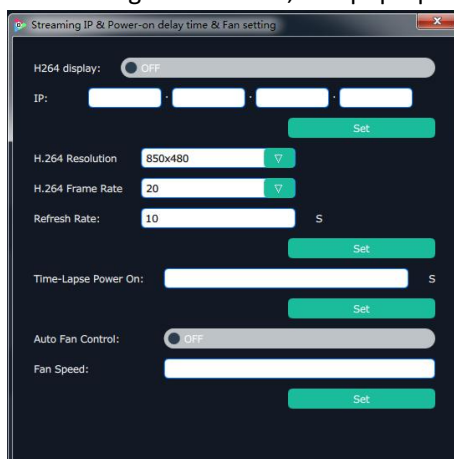 Streaming IP & Power-on delay time & Fan setting
H264 display: OFF
IP: . . .
Set
H.264 Resolution 850x480
H.264 Frame Rate 20
Refresh Rate: 10 S
Set
Time-Lapse Power On: S
Set
Auto Fan Control: OFF
Fan Speed:
Set